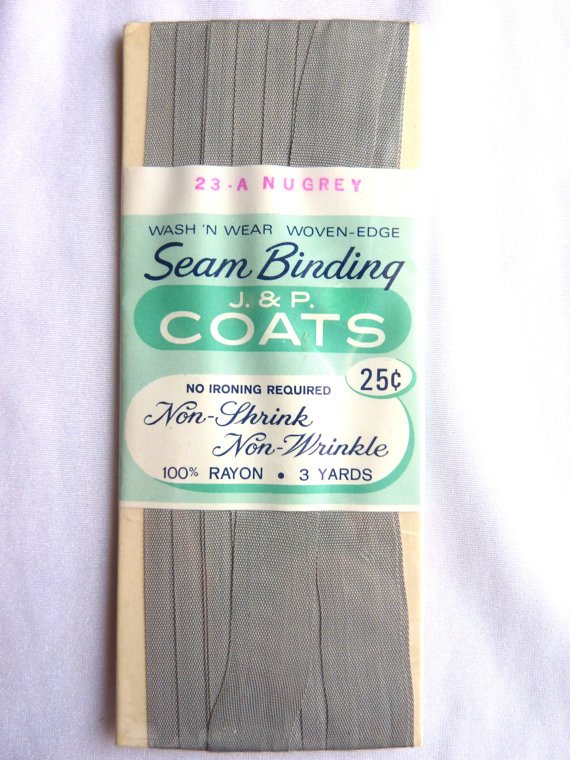 23-A NUGREY
WASH 'N WEAR WOVEN-EDGE
Seam Binding
J. & P.
COATS
25¢
NO IRONING REQUIRED
Non-Shrink
Non-Wrinkle
100% RAYON • 3 YARDS